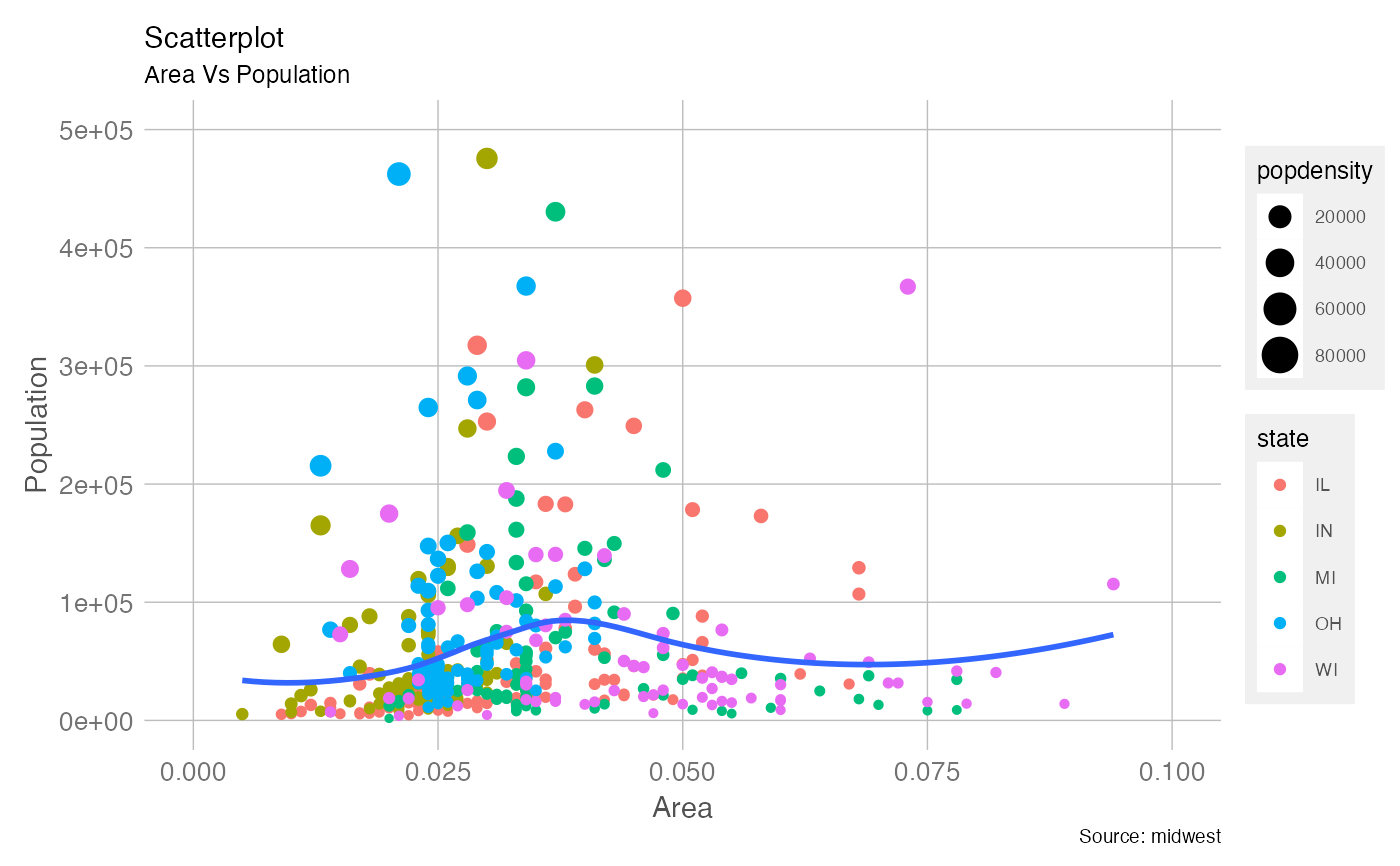 Scatterplot
Area Vs Population
5e+05
4e+05
3e+05
2e+05
1e+05
0e+00
Population
0.000 0.025 0.050 0.075 0.100
Area
Source: midwest
popdensity
20000
40000
60000
80000
state
IL
IN
MI
OH
WI